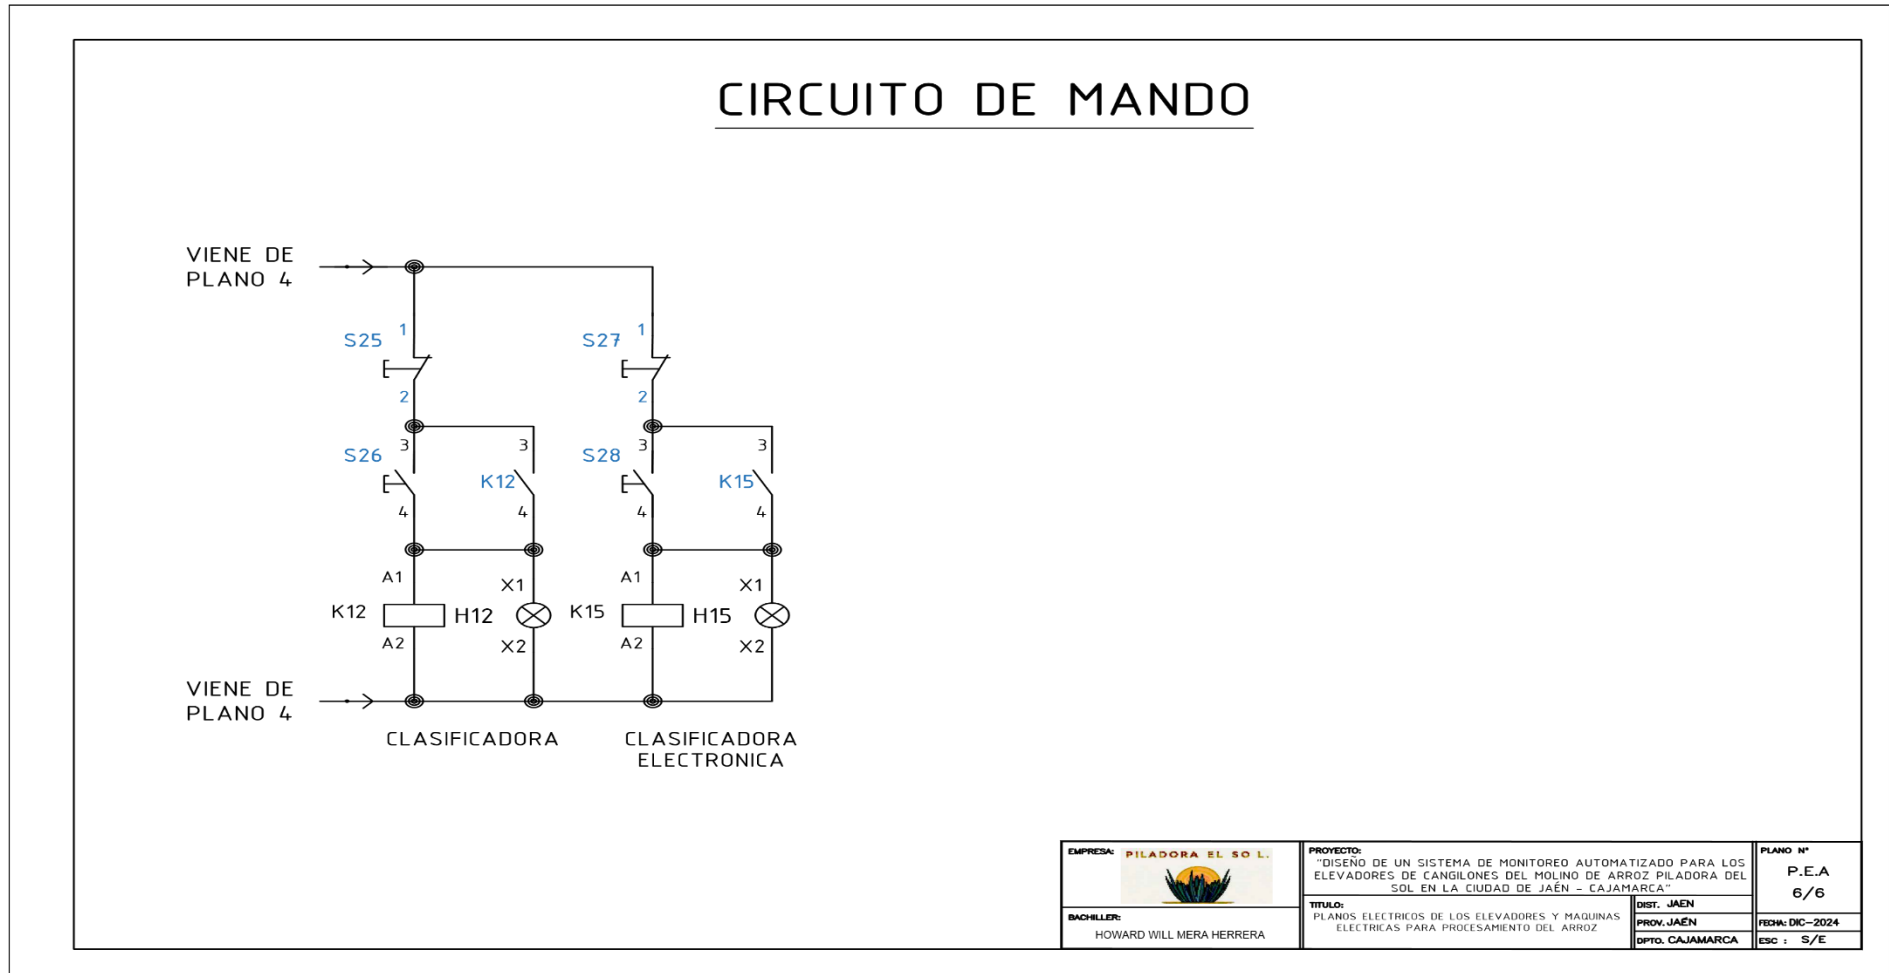 CIRCUITO DE MANDO
VIENE DE
PLANO 4
S25 1
2
S27 1
2
S26 3
4
3
K12
4
S28 3
4
3
K15
4
A1
K12
A2
X1
H12
X2
A1
K15
A2
X1
H15
X2
VIENE DE
PLANO 4
CLASIFICADORA
CLASIFICADORA
ELECTRONICA
EMPRESA:
PILADORA EL SO L.
BACHILLER:
HOWARD WILL MERA HERRERA
PROYECTO:
"DISEÑO DE UN SISTEMA DE MONITOREO AUTOMATIZADO PARA LOS
ELEVADORES DE CANGILONES DEL MOLINO DE ARROZ PILADORA DEL
SOL EN LA CIUDAD DE JAÉN - CAJAMARCA"
TITULO:
PLANOS ELECTRICOS DE LOS ELEVADORES Y MAQUINAS
ELECTRICAS PARA PROCESAMIENTO DEL ARROZ
DIST. JAEN
PROV. JAÉN
DPTO. CAJAMARCA
PLANO N°
P.E.A
6/6
FECHA: DIC-2024
ESC : S/E